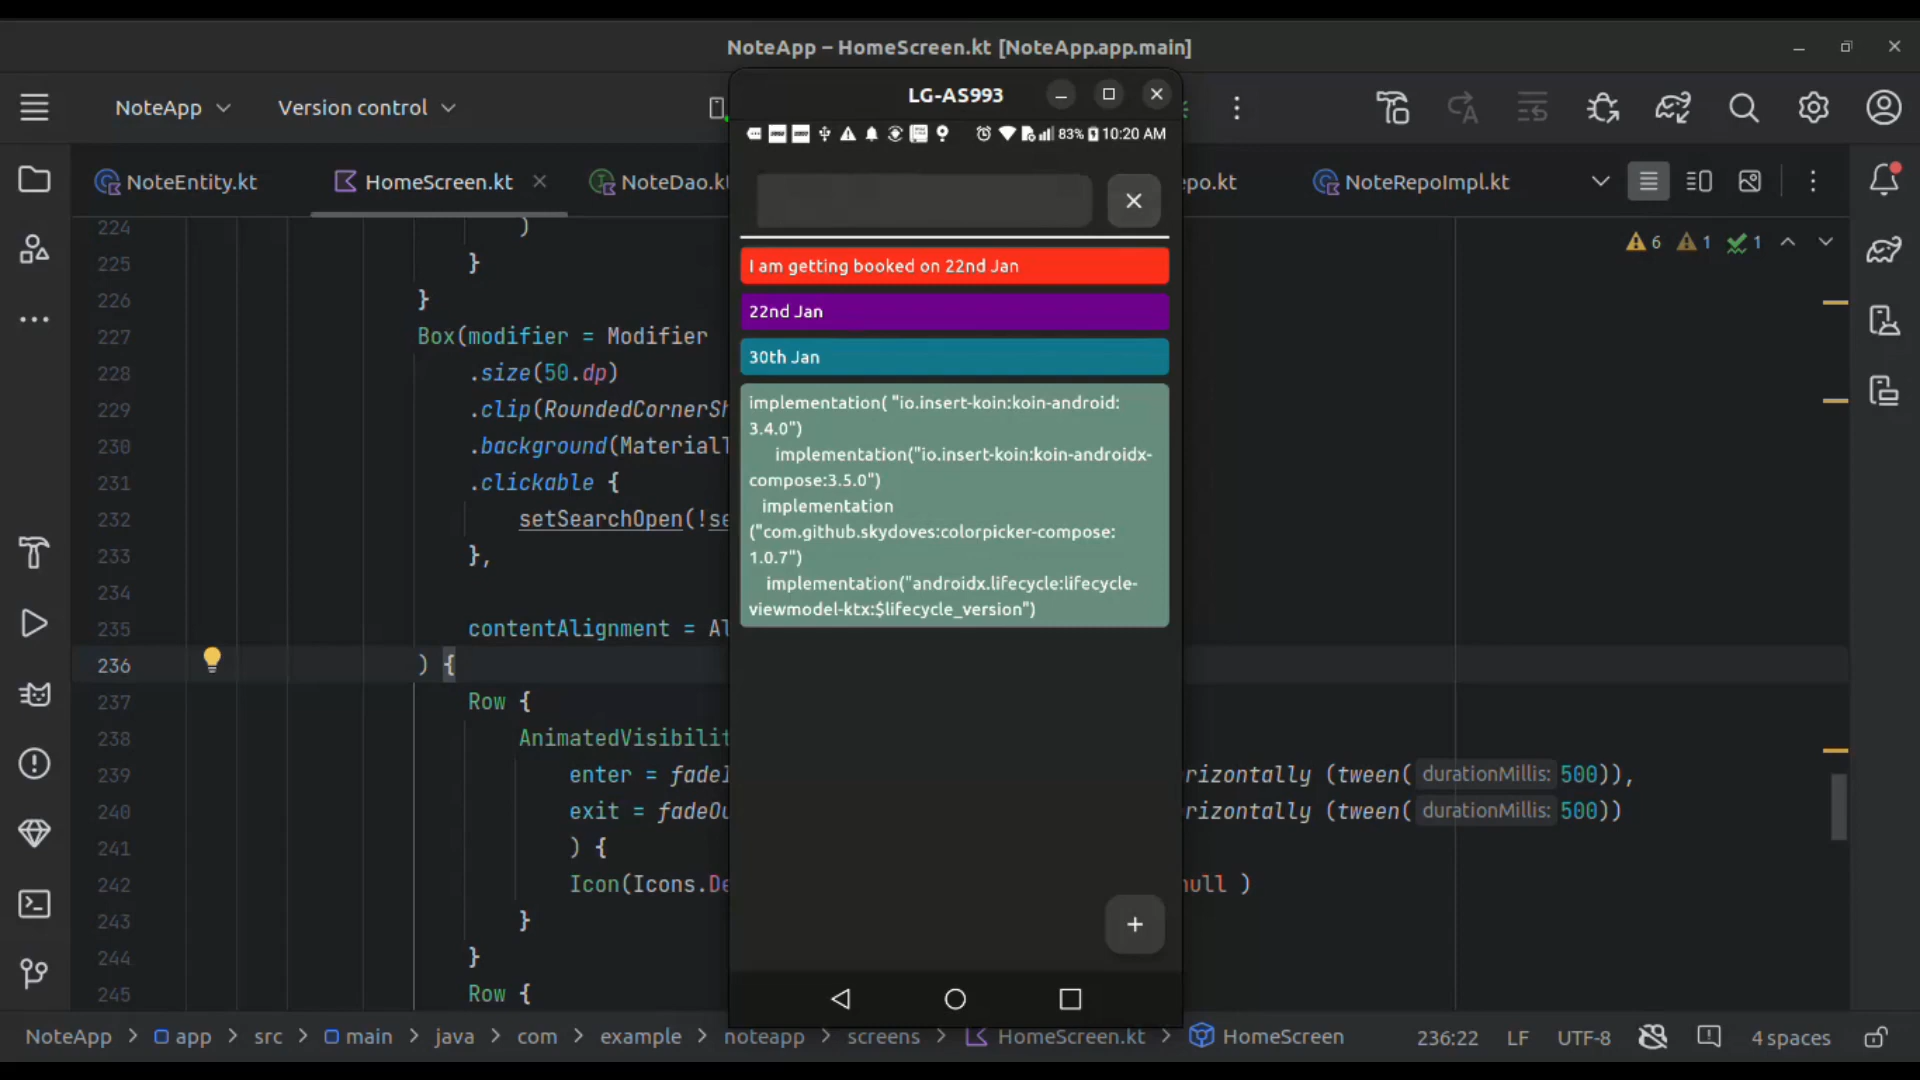 NoteApp – HomeScreen.kt [NoteApp.app.main]
NoteApp
Version control
LG-AS993
83%
10:20 AM
NoteEntity.kt
HomeScreen.kt
NoteDao.k
epo.kt
NoteRepoImpl.kt
6
1
1
I am getting booked on 22nd Jan
22nd Jan
30th Jan
implementation( "io.insert-koin:koin-android:
3.4.0")
implementation("io.insert-koin:koin-androidx-
compose:3.5.0")
implementation
("com.github.skydoves:colorpicker-compose:
1.0.7")
implementation("androidx.lifecycle:lifecycle-
viewmodel-ktx:$lifecycle_version")
+
224 )
225 }
226 }
227 Box(modifier = Modifier
228 .size(50.dp)
229 .clip(RoundedCornerSh
230 .background(MaterialT
231 .clickable {
232 setSearchOpen(!se
233 },
234
235 contentAlignment = Al
236 ) {
237 Row {
238 AnimatedVisibilit
239 enter = fadeI rizontally (tween( durationMillis: 500)),
240 exit = fadeOu rizontally (tween( durationMillis: 500))
241 ) {
242 Icon(Icons.De null )
243 }
244 }
245 Row {
NoteApp > app > src > main > java > com > example > noteapp > screens > HomeScreen.kt > HomeScreen
236:22 LF UTF-8 4 spaces